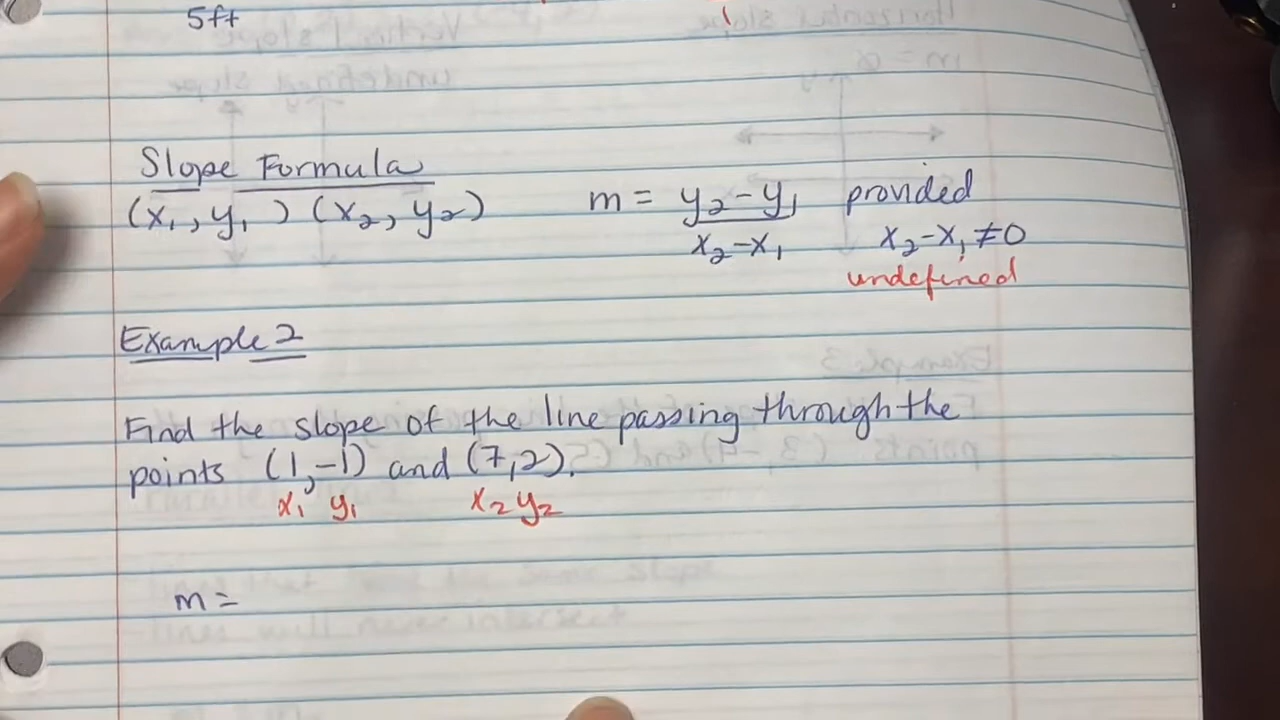 5ft
Slope Formula
(x₁, y₁) (x₂, y₂)
m = y₂-y₁ / x₂-x₁ provided
x₂-x₁ ≠ 0
undefined
Example 2
Find the slope of the line passing through the
points (1, -1) and (7, 2).
x₁ y₁ x₂ y₂
m =